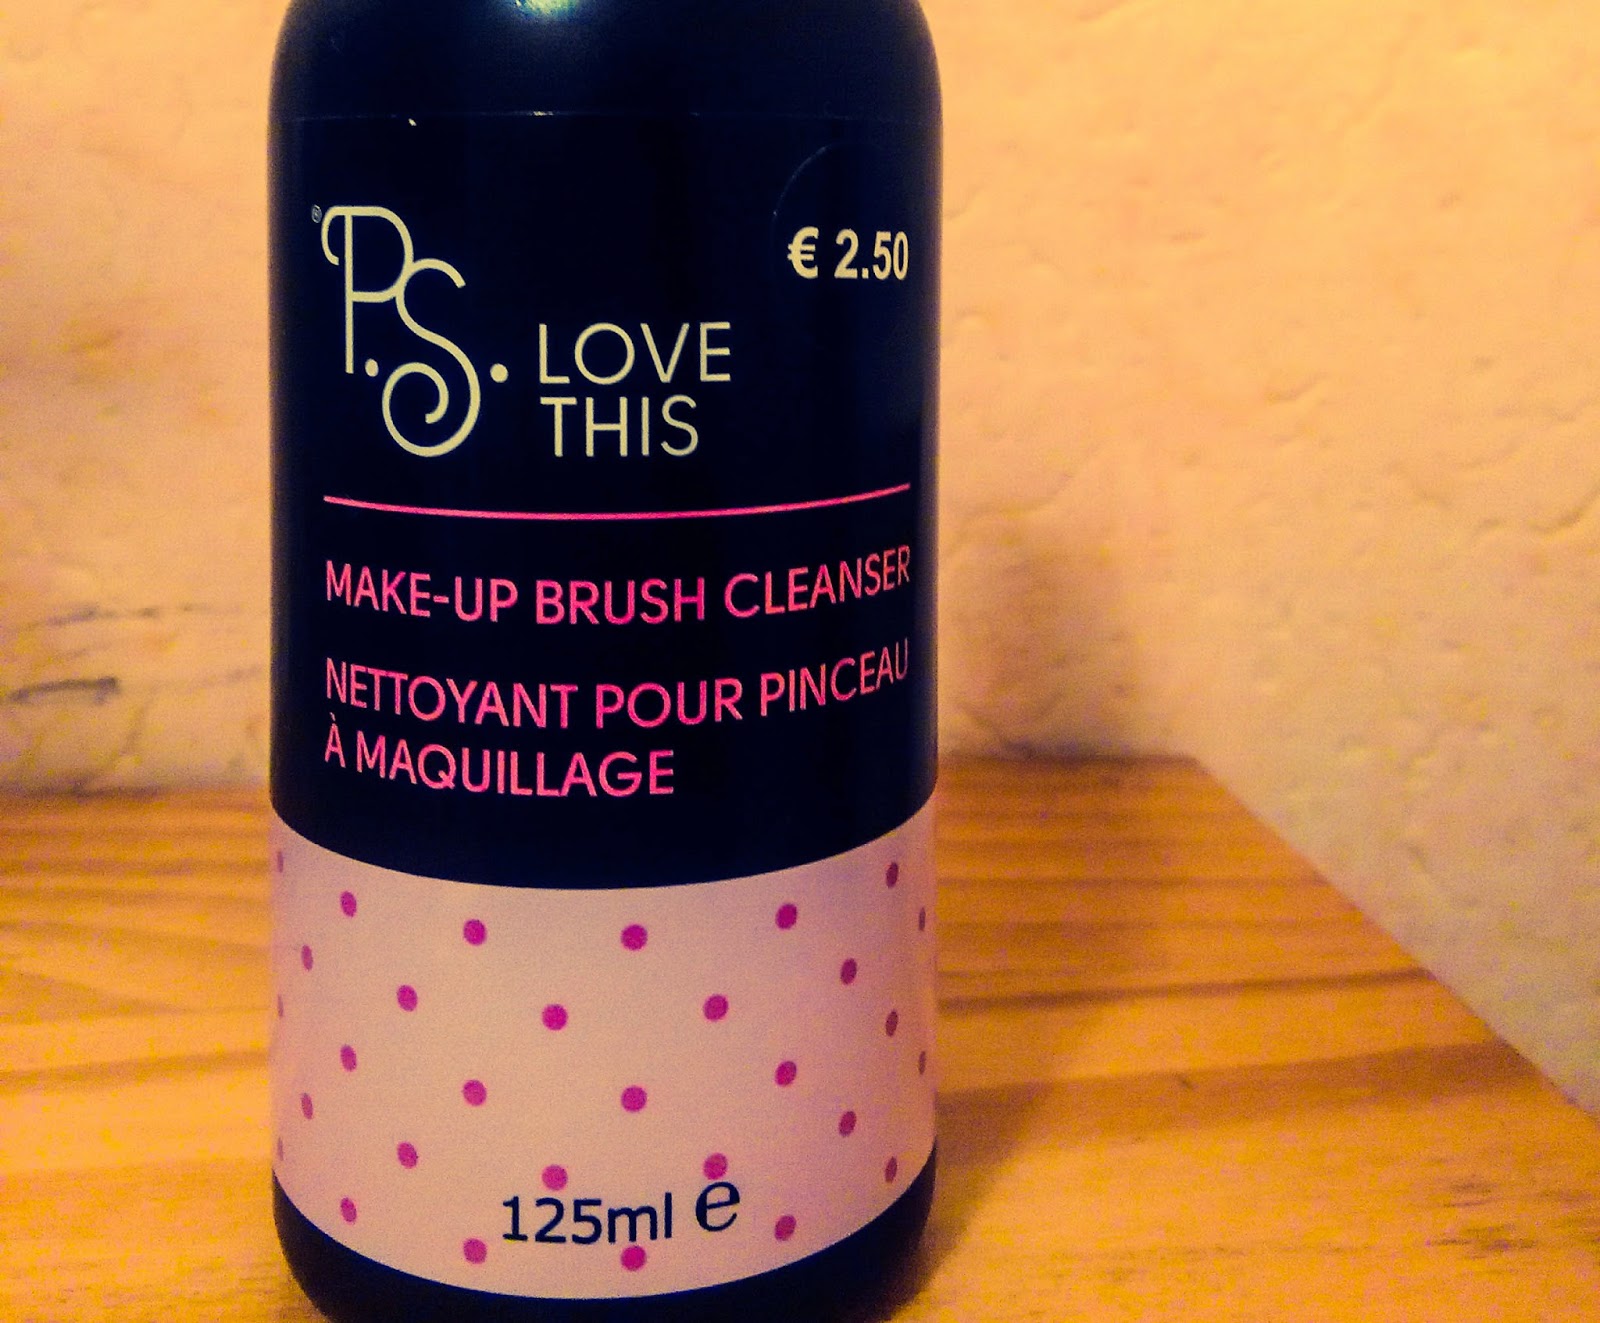 ® P.S.
€ 2.50
LOVE
THIS
MAKE-UP BRUSH CLEANSER
NETTOYANT POUR PINCEAU
À MAQUILLAGE
125ml ℮